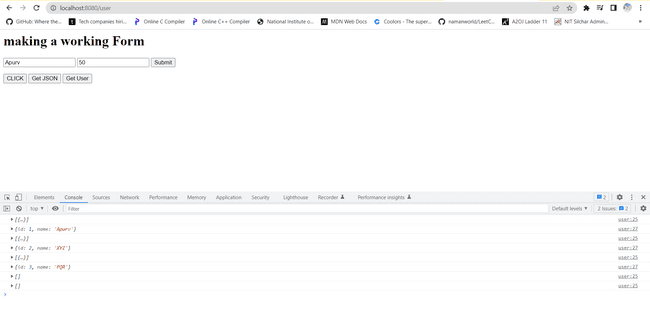 localhost:8080/user
GitHub: Where the... Tech companies hiri... Online C Compiler Online C++ Compiler National Institute o... MDN Web Docs Coolors - The super... namanworld/LeetC... A2OJ Ladder 11 NIT Silchar Admn... »
making a working Form
Apurv 50 Submit
CLICK Get JSON Get User
Elements Console Sources Network Performance Memory Application Security Lighthouse Recorder Performance insights 2
top Filter Default levels 2 Issues: 2
[{…}] user:25
{id: 1, name: 'Apurv'} user:27
[{…}] user:25
{id: 2, name: 'XYZ'} user:27
[{…}] user:25
{id: 3, name: 'PQR'} user:27
[] user:25
[] user:25